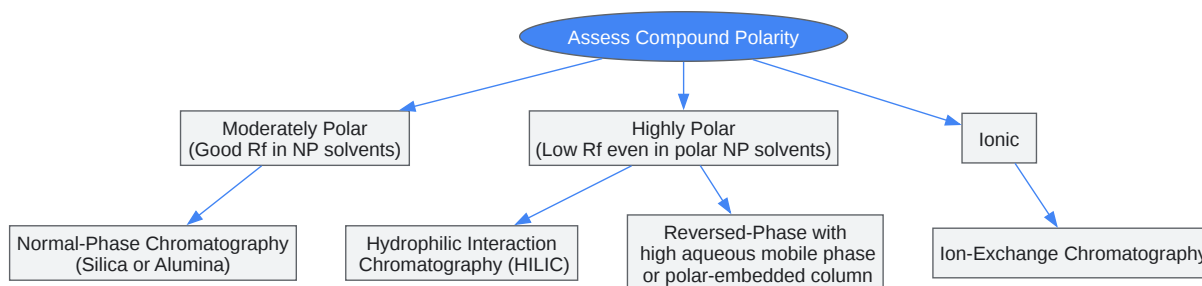 Assess Compound Polarity
Moderately Polar
(Good Rf in NP solvents)
Highly Polar
(Low Rf even in polar NP solvents)
Ionic
Normal-Phase Chromatography
(Silica or Alumina)
Hydrophilic Interaction
Chromatography (HILIC)
Reversed-Phase with
high aqueous mobile phase
or polar-embedded column
Ion-Exchange Chromatography